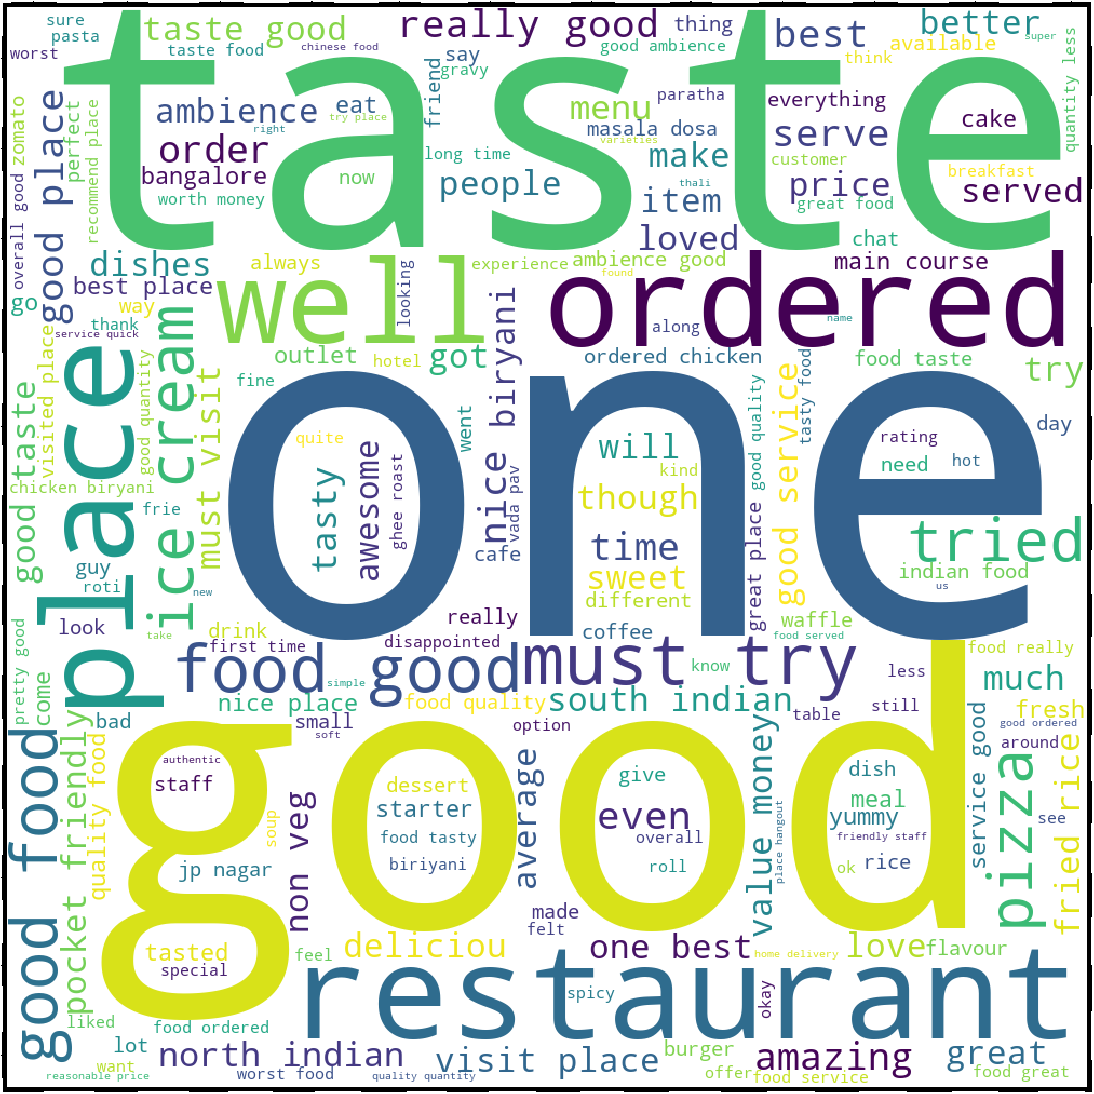 sure
taste good
really good
thing
best
better
pasta
taste food
chinese food
say
good ambience
think
available
super
worst
gravy
taste
ambience
eat
friend
menu
paratha
everything
cake
quantity less
try place
right
masala dosa
varieties
serve
order
long time
make
customer
breakfast
bangalore
now
people
thali
price
served
worth money
item
great food
zomato
overall good
perfect
recommend place
good place
loved
chat
dishes
always
experience
ambience good
main course
best place
well
looking
found
ordered
go
way
thank
along
name
service quick
outlet
hotel
got
ordered chicken
food taste
try
place
ice cream
must visit
good quantity
visited place
good taste
fine
nice biryani
went
good quality
good service
tasty food
day
one
quite
tasty
awesome
ghee roast
vada pav
will
kind
rating
need
hot
chicken biryani
though
frie
cafe
time
great place
tried
guy
sweet
indian food
roti
new
different
us
look
really
waffle
take
drink
coffee
food served
first time
disappointed
pretty good
food good
must try
know
less
food really
simple
much
come
nice place
food quality
south indian
still
bad
small
option
table
fresh
soft
good ordered
good food
pocket friendly
quality food
good
authentic
around
staff
dessert
give
dish
service good
pizza
fried rice
starter
even
meal
see
soup
non veg
average
value money
place hangout
food tasty
overall
yummy
friendly staff
jp nagar
biriyani
roll
ok
rice
made
felt
tasted
deliciou
one best
love
flavour
special
feel
home delivery
restaurant
spicy
okay
liked
food ordered
lot
north indian
visit place
burger
amazing
great
want
reasonable price
worst food
quality quantity
offer
food service
food great